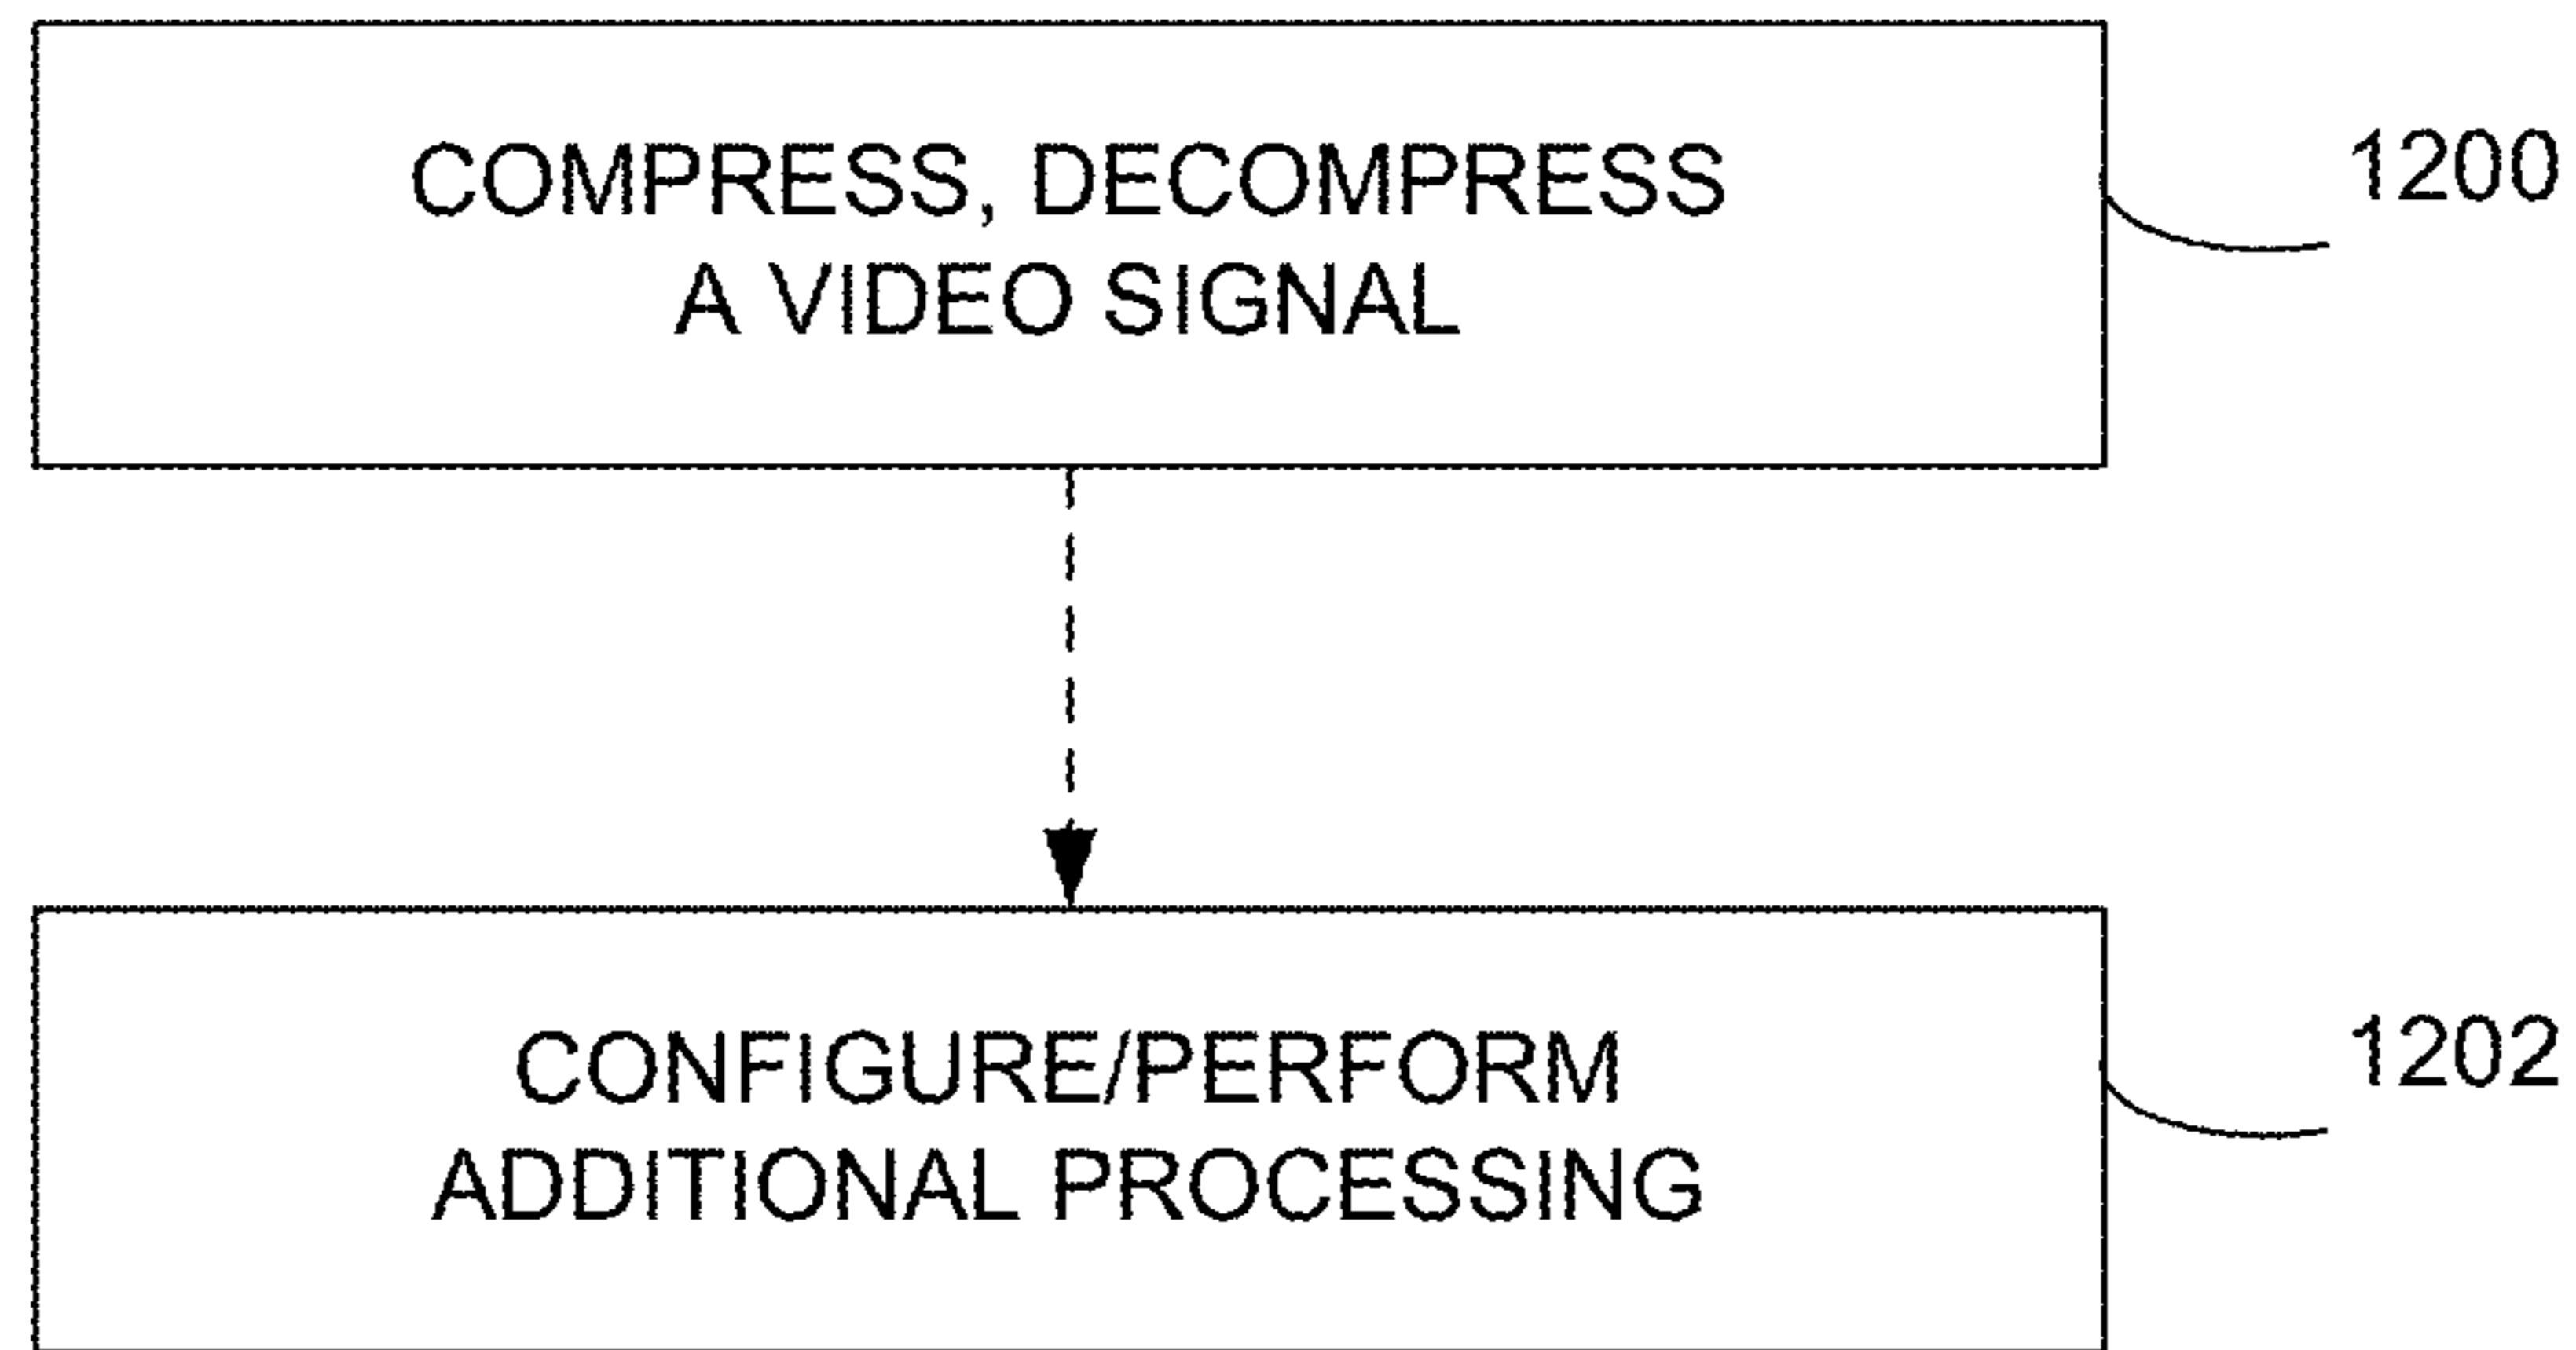 COMPRESS, DECOMPRESS
A VIDEO SIGNAL
1200
CONFIGURE/PERFORM
ADDITIONAL PROCESSING
1202